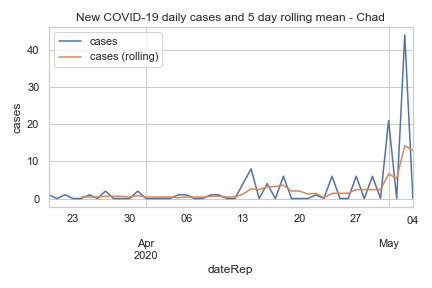 New COVID-19 daily cases and 5 day rolling mean - Chad
cases
cases (rolling)
cases
40
30
20
10
0
23
30
06
13
20
27
04
Apr
2020
May
dateRep